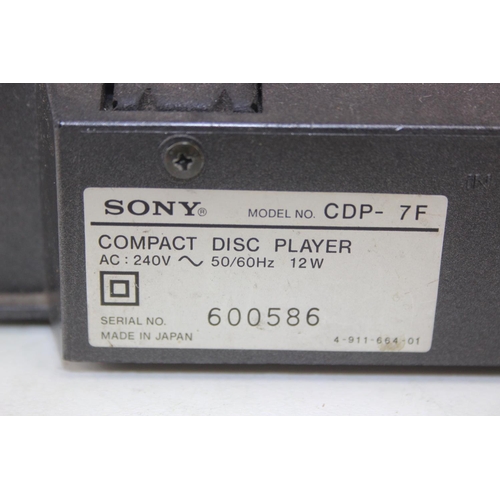 SONY® MODEL NO. CDP- 7F
COMPACT DISC PLAYER
AC : 240V ~ 50/60Hz 12W
SERIAL NO. 600586
MADE IN JAPAN 4-911-664-01